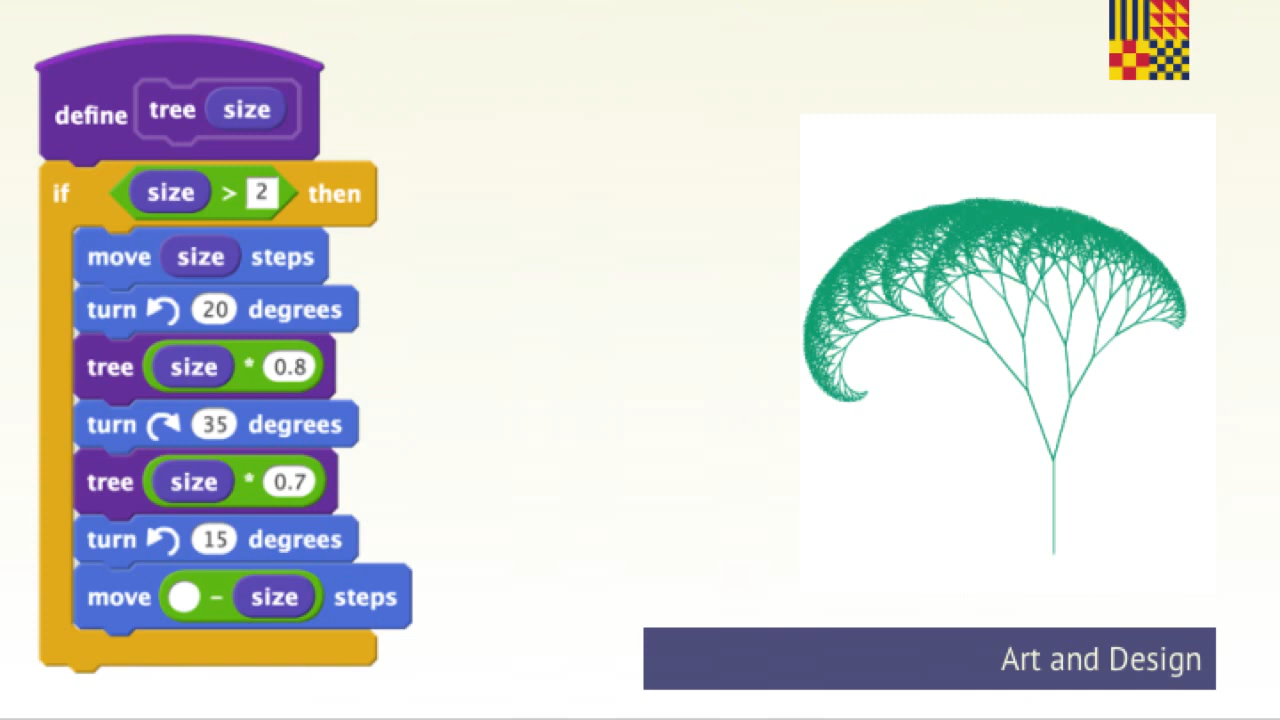 define tree size
if size > 2 then
move size steps
turn 20 degrees
tree size * 0.8
turn 35 degrees
tree size * 0.7
turn 15 degrees
move - size steps
Art and Design